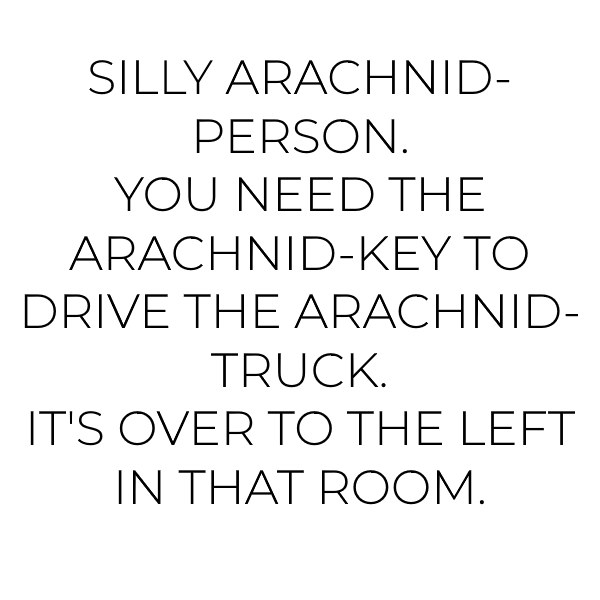 SILLY ARACHNID-
PERSON.
YOU NEED THE
ARACHNID-KEY TO
DRIVE THE ARACHNID-
TRUCK.
IT'S OVER TO THE LEFT
IN THAT ROOM.